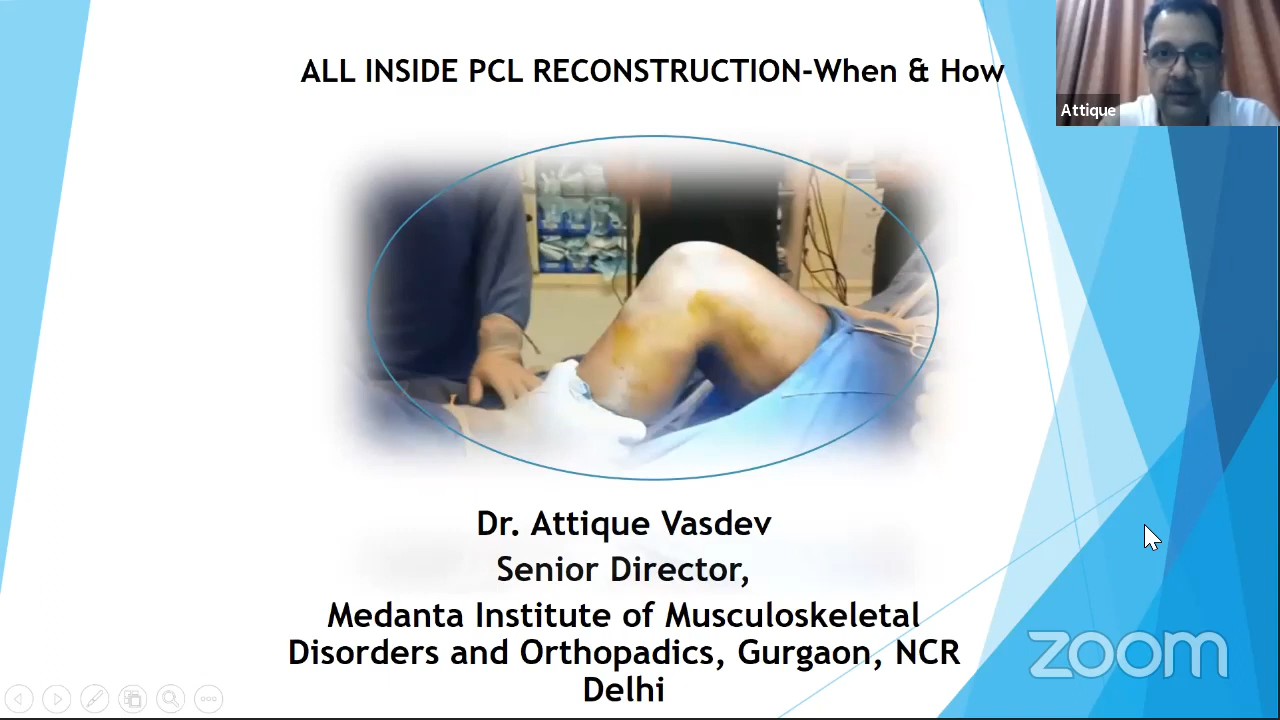 ALL INSIDE PCL RECONSTRUCTION-When & How
Attique
Dr. Attique Vasdev
Senior Director,
Medanta Institute of Musculoskeletal
Disorders and Orthopadics, Gurgaon, NCR
Delhi
zoom